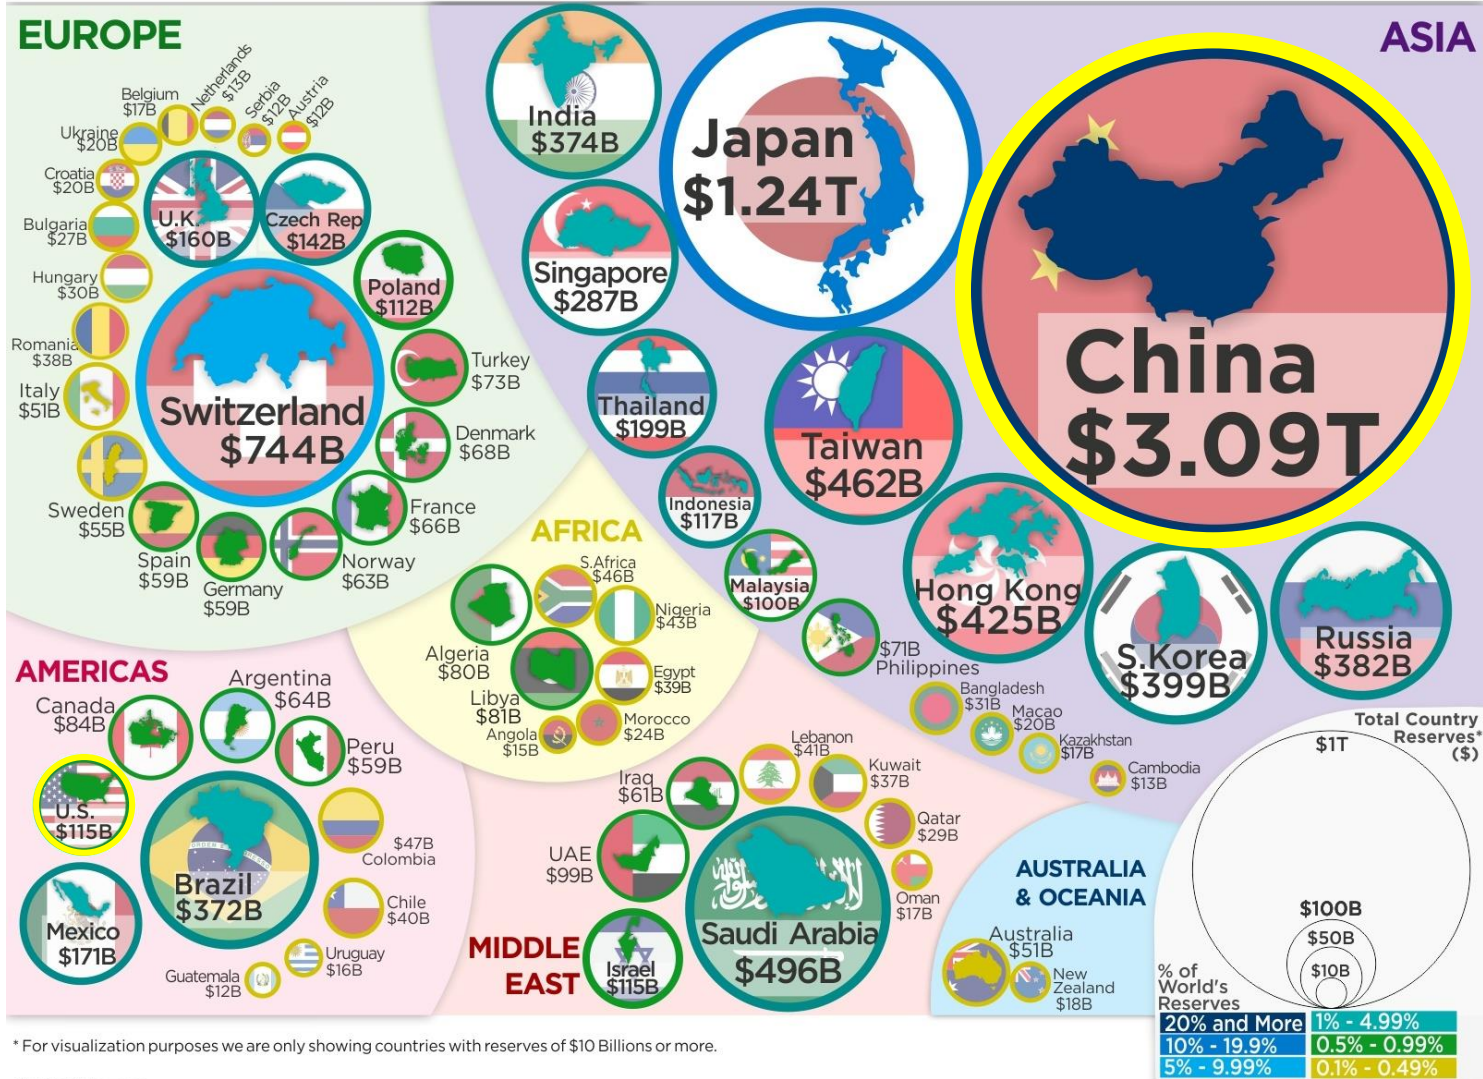 EUROPE
Belgium
$17B
Netherlands
$13B
Serbia
$12B
Austria
$12B
Ukraine
$20B
Croatia
$20B
Bulgaria
$27B
Hungary
$30B
Romania
$38B
Italy
$51B
Sweden
$55B
Spain
$59B
Germany
$59B
Norway
$63B
France
$66B
Denmark
$68B
Turkey
$73B
Poland
$112B
Czech Rep
$142B
U.K.
$160B
Switzerland
$744B
ASIA
India
$374B
Japan
$1.24T
China
$3.09T
Singapore
$287B
Thailand
$199B
Taiwan
$462B
Indonesia
$117B
Malaysia
$100B
Hong Kong
$425B
S.Korea
$399B
Russia
$382B
$71B
Philippines
Bangladesh
$31B
Macao
$20B
Kazakhstan
$17B
Cambodia
$13B
AFRICA
S.Africa
$46B
Nigeria
$43B
Algeria
$80B
Libya
$81B
Egypt
$39B
Angola
$15B
Morocco
$24B
AMERICAS
Canada
$84B
Argentina
$64B
Peru
$59B
U.S.
$115B
Brazil
$372B
$47B
Colombia
Mexico
$171B
Chile
$40B
Uruguay
$16B
Guatemala
$12B
MIDDLE
EAST
Lebanon
$41B
Iraq
$61B
Kuwait
$37B
UAE
$99B
Qatar
$29B
Oman
$17B
Saudi Arabia
$496B
Israel
$115B
AUSTRALIA
& OCEANIA
Australia
$51B
New
Zealand
$18B
Total Country
Reserves*
($)
$1T
$100B
$50B
$10B
% of
World's
Reserves
20% and More
1% - 4.99%
10% - 19.9%
0.5% - 0.99%
5% - 9.99%
0.1% - 0.49%
* For visualization purposes we are only showing countries with reserves of $10 Billions or more.